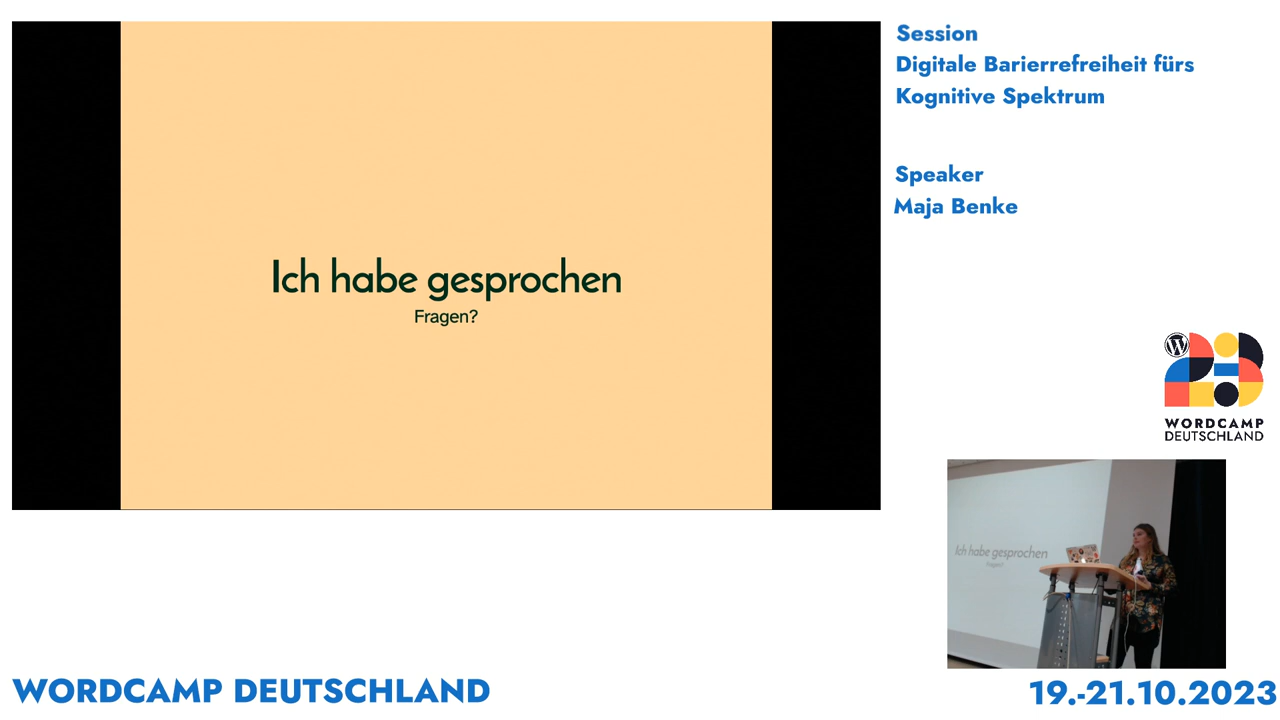 Ich habe gesprochen
Fragen?
Session
Digitale Barierrefreiheit fürs
Kognitive Spektrum
Speaker
Maja Benke
W
WORDCAMP
DEUTSCHLAND
Ich habe gesprochen
Fragen?
WORDCAMP DEUTSCHLAND
19.-21.10.2023